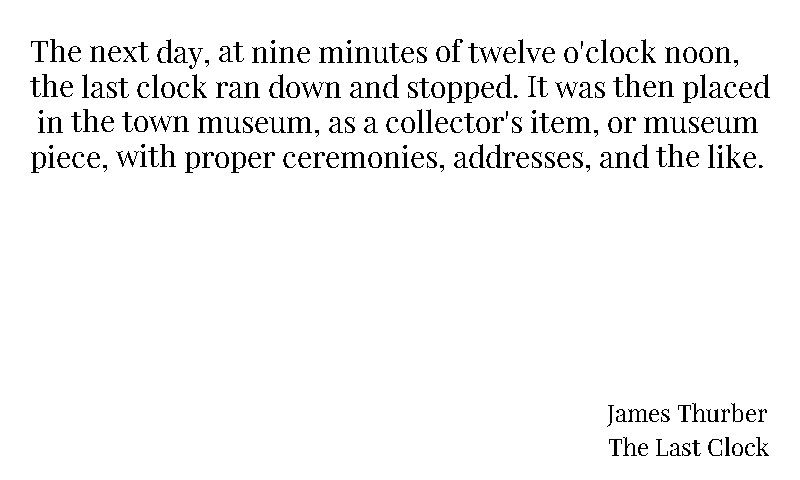 The next day, at nine minutes of twelve o'clock noon,
the last clock ran down and stopped. It was then placed
in the town museum, as a collector's item, or museum
piece, with proper ceremonies, addresses, and the like.
James Thurber
The Last Clock